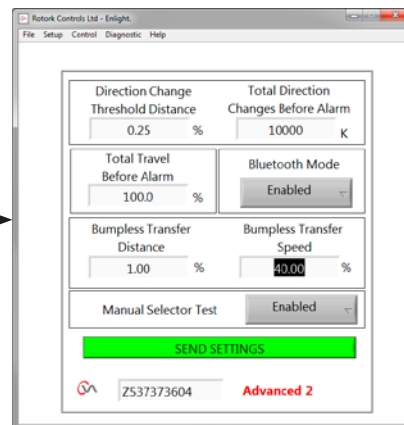 Rotork Controls Ltd - Enlight.
File Setup Control Diagnostic Help
Direction Change
Threshold Distance
0.25 %
Total Direction
Changes Before Alarm
10000 K
Total Travel
Before Alarm
100.0 %
Bluetooth Mode
Enabled
Bumpless Transfer
Distance
1.00 %
Bumpless Transfer
Speed
40.00 %
Manual Selector Test
Enabled
SEND SETTINGS
ZS37373604
Advanced 2